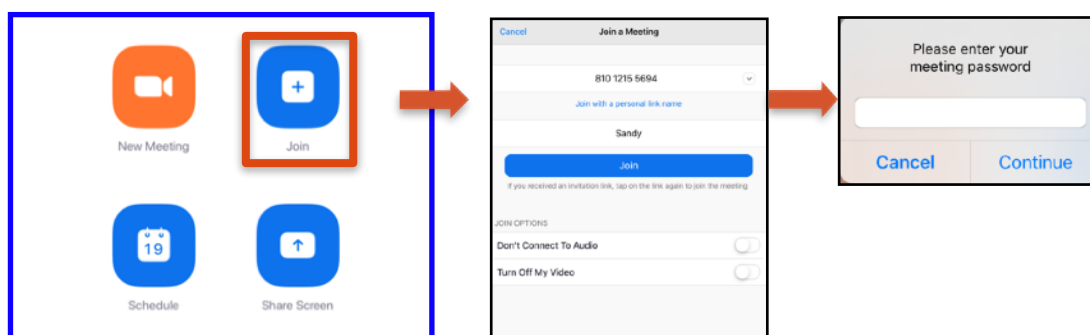 New Meeting
Join
19
Schedule
Share Screen
Cancel
Join a Meeting
810 1215 5694
Join with a personal link name
Sandy
Join
If you received an invitation link, tap on the link again to join the meeting
JOIN OPTIONS
Don't Connect To Audio
Turn Off My Video
Please enter your
meeting password
Cancel
Continue